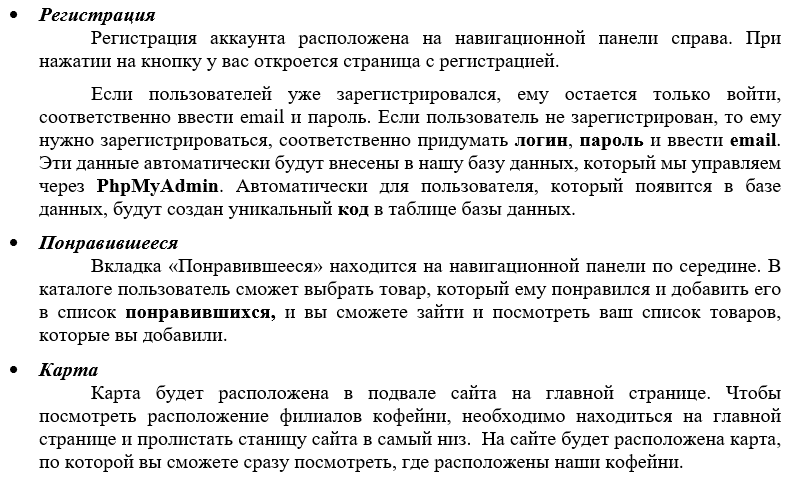 • Регистрация
Регистрация аккаунта расположена на навигационной панели справа. При
нажатии на кнопку у вас откроется страница с регистрацией.
Если пользователей уже зарегистрировался, ему остается только войти,
соответственно ввести email и пароль. Если пользователь не зарегистрирован, то ему
нужно зарегистрироваться, соответственно придумать логин, пароль и ввести email.
Эти данные автоматически будут внесены в нашу базу данных, который мы управляем
через PhpMyAdmin. Автоматически для пользователя, который появится в базе
данных, будут создан уникальный код в таблице базы данных.
• Понравившееся
Вкладка «Понравившееся» находится на навигационной панели по середине. В
каталоге пользователь сможет выбрать товар, который ему понравился и добавить его
в список понравившихся, и вы сможете зайти и посмотреть ваш список товаров,
которые вы добавили.
• Карта
Карта будет расположена в подвале сайта на главной странице. Чтобы
посмотреть расположение филиалов кофейни, необходимо находиться на главной
странице и пролистать станицу сайта в самый низ. На сайте будет расположена карта,
по которой вы сможете сразу посмотреть, где расположены наши кофейни.